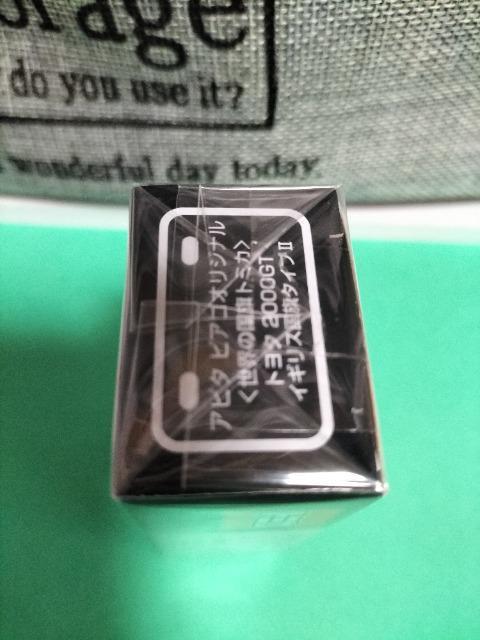 orage
do you use it?
wonderful day today.
アピタ ピアゴオリジナル
<世界の国旗トミカ>
トヨタ 2000GT
イギリス国旗タイプII